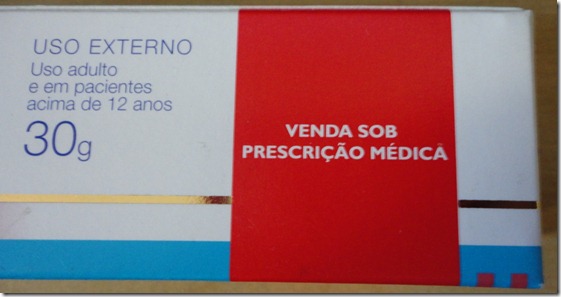 USO EXTERNO
Uso adulto
e em pacientes
acima de 12 anos
30g
VENDA SOB
PRESCRIÇÃO MÉDICA